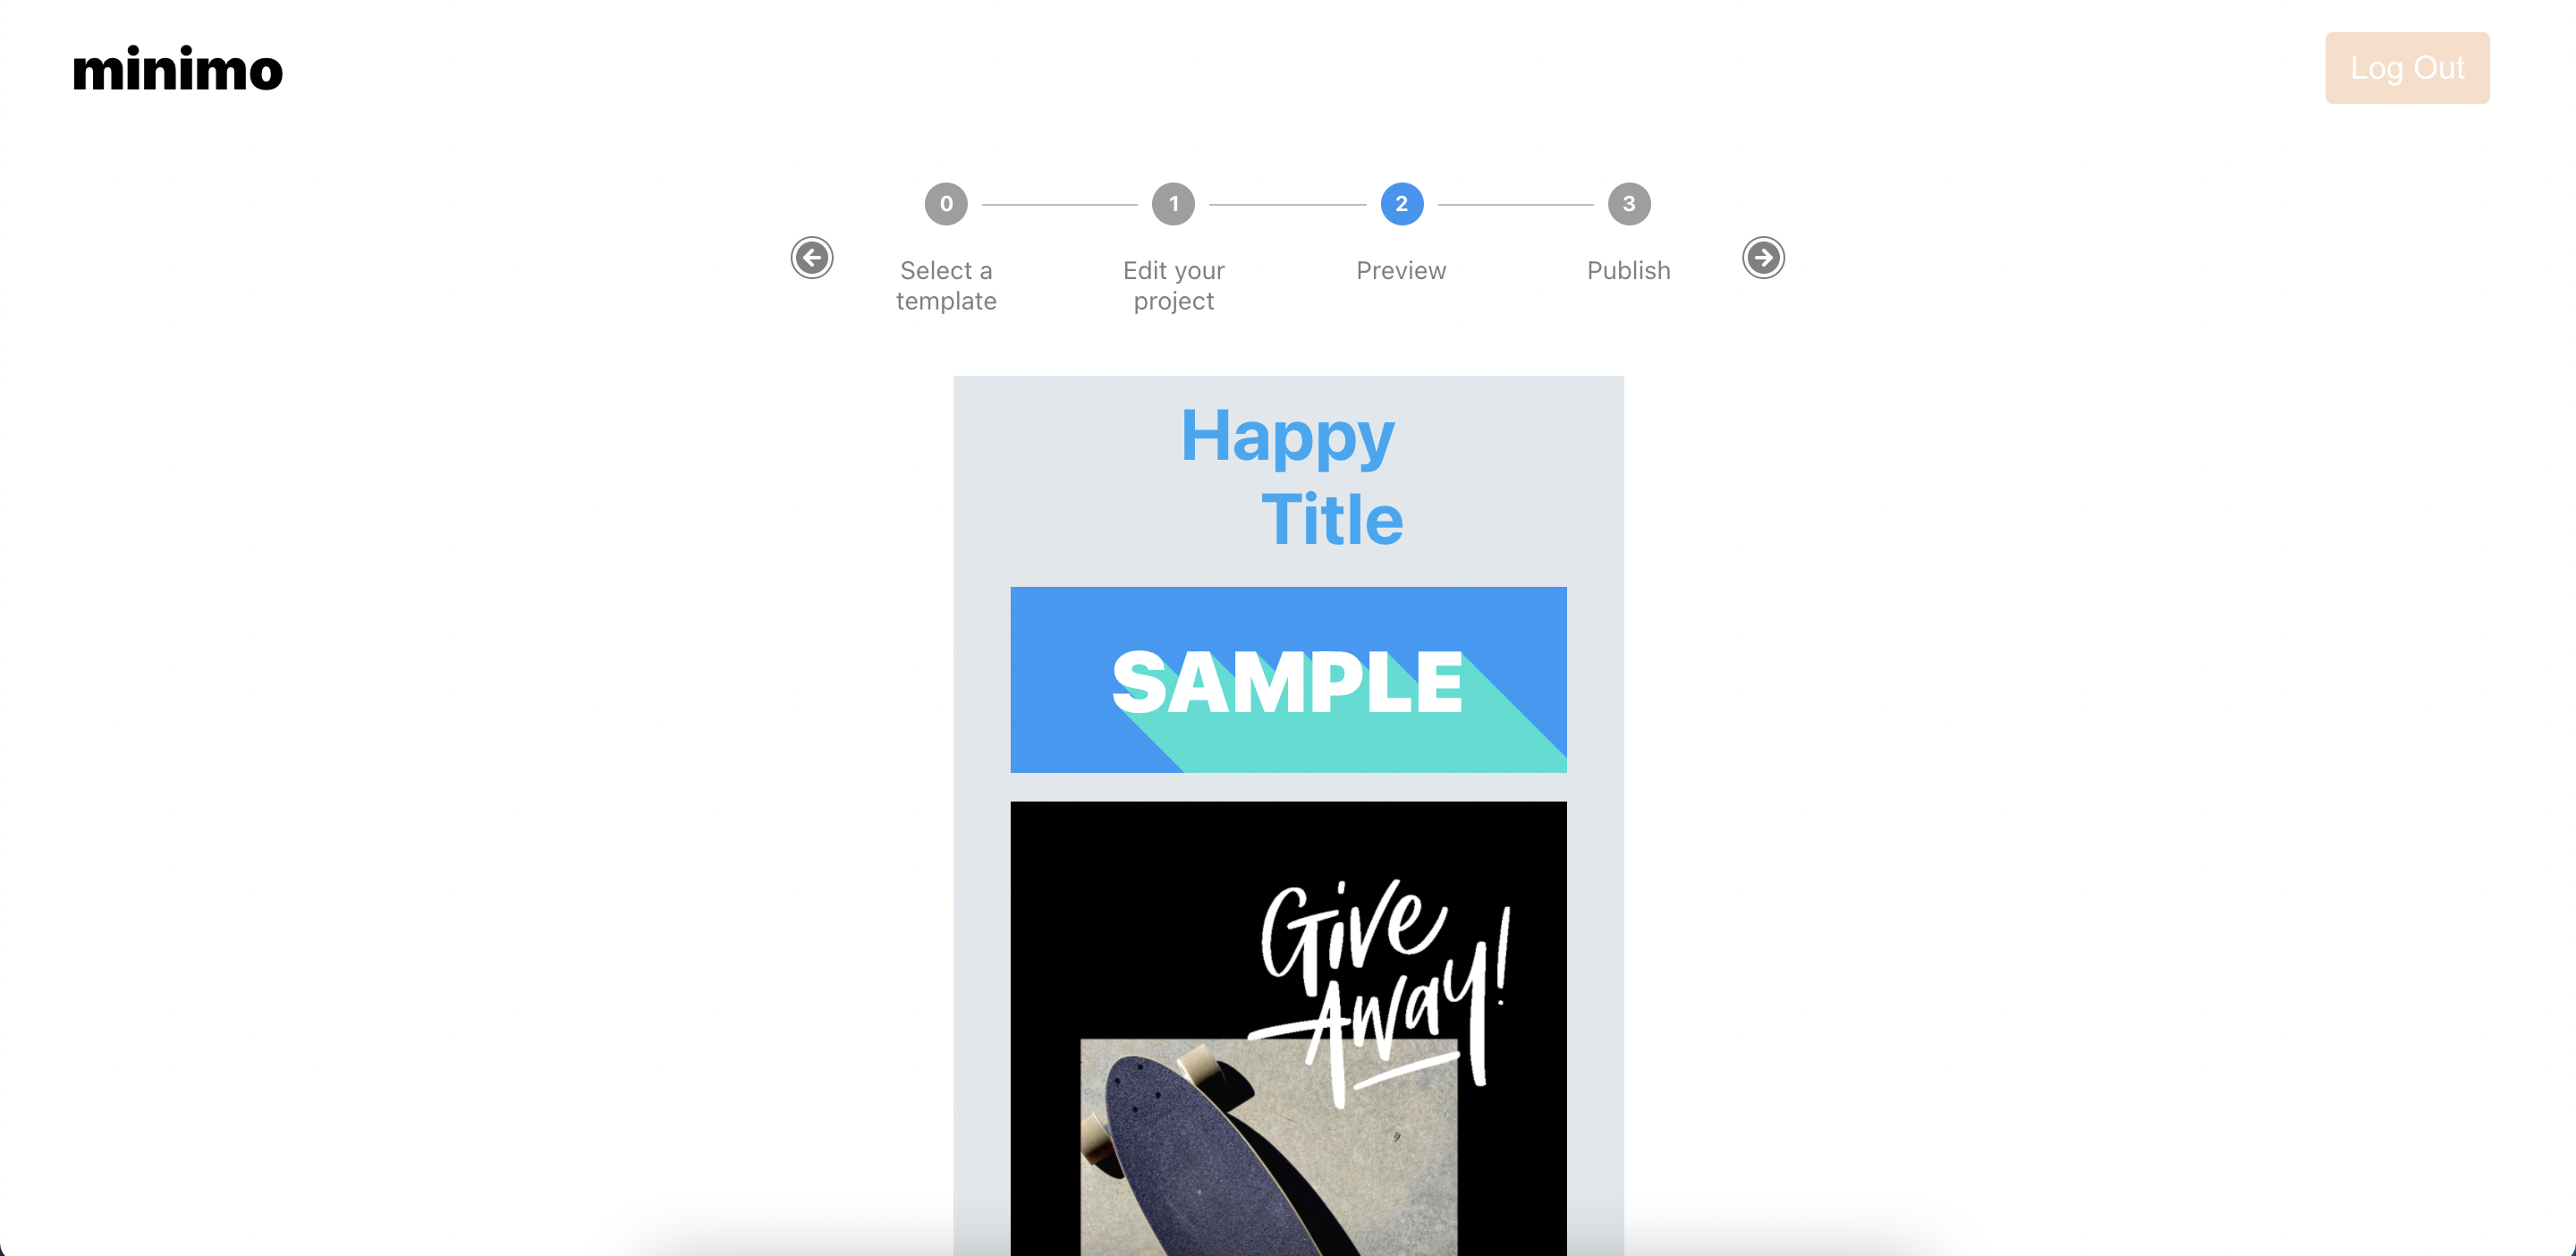 minimo
Log Out
0
1
2
3
Select a
template
Edit your
project
Preview
Publish
Happy
Title
SAMPLE
Give
Away!